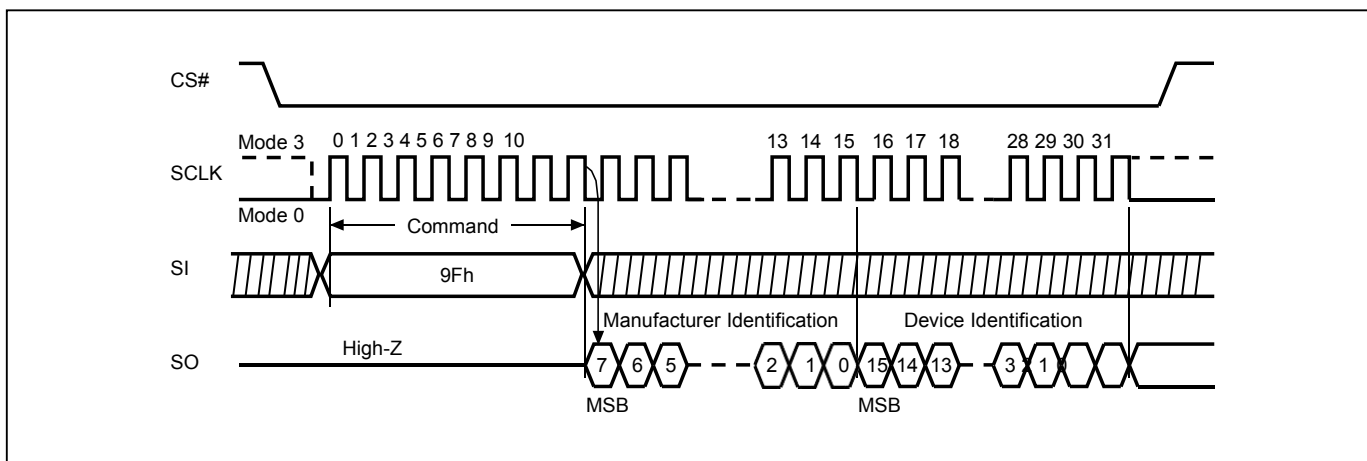 CS#
Mode 3
0 1 2 3 4 5 6 7 8 9 10 13 14 15 16 17 18 28 29 30 31
SCLK
Mode 0
Command
SI
9Fh
Manufacturer Identification Device Identification
High-Z
SO
7 6 5 2 1 0 15 14 13 3 2 1 0
MSB MSB